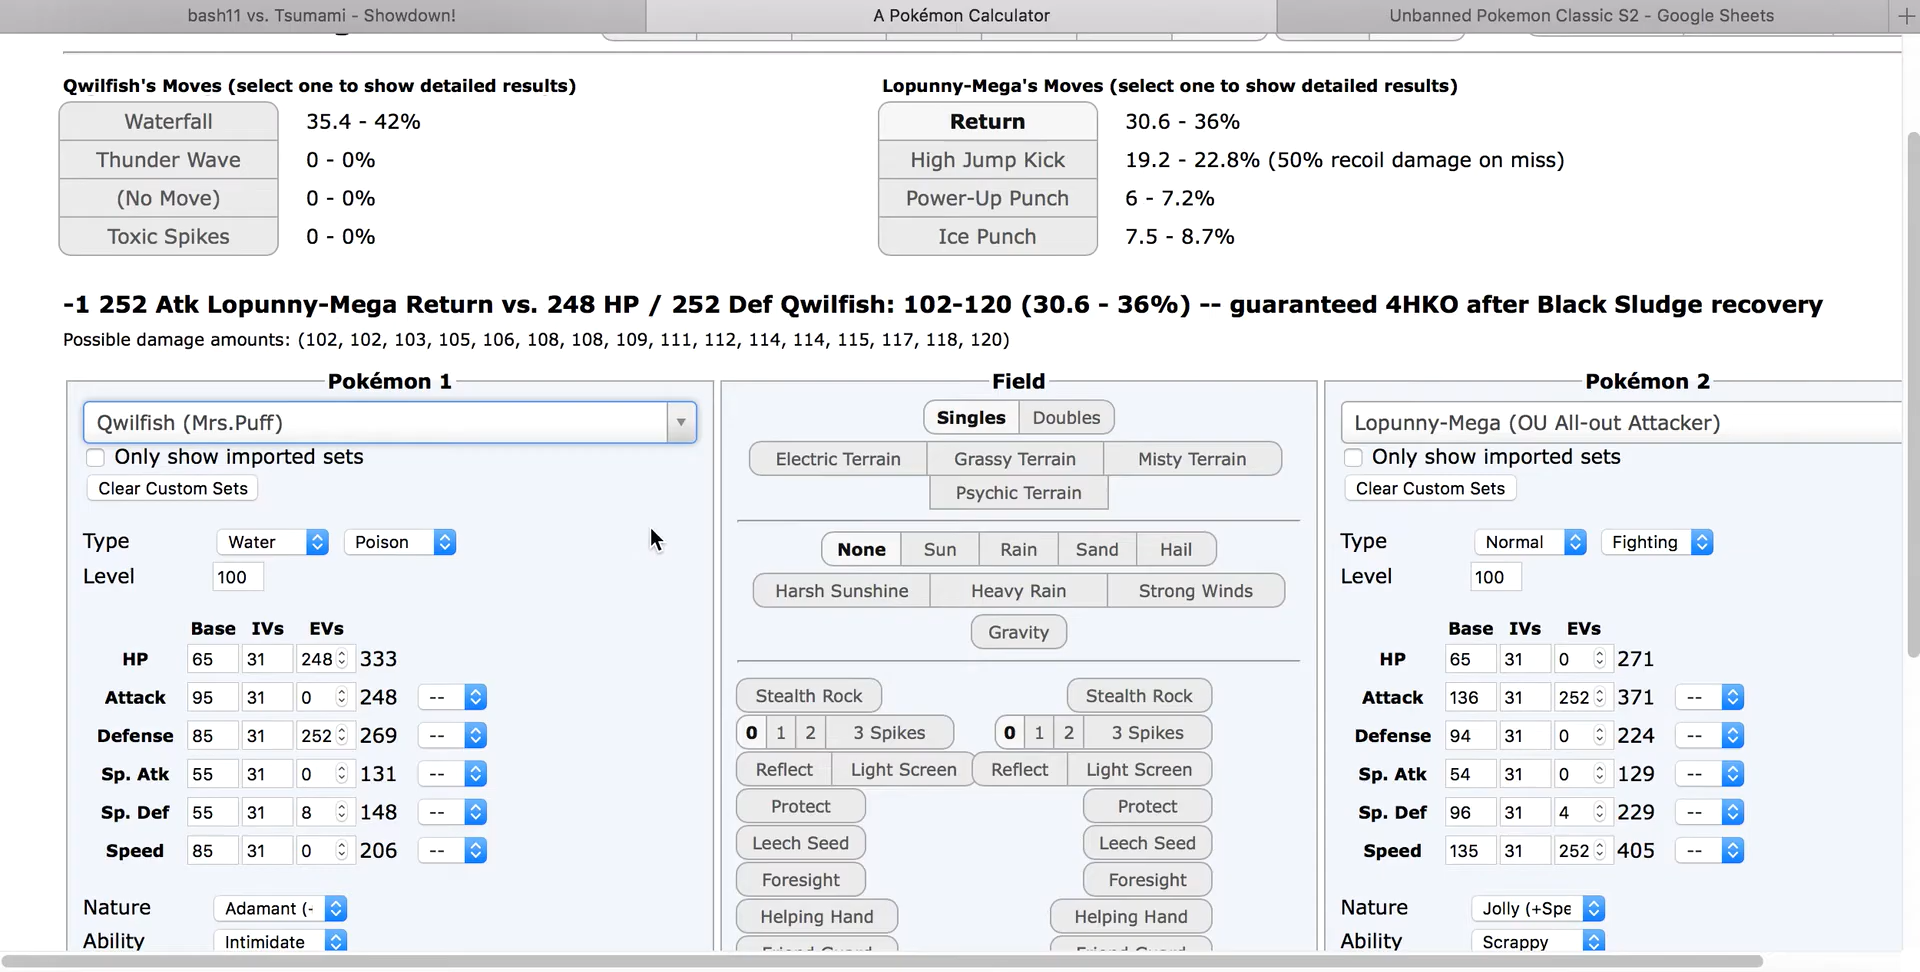 bash11 vs. Tsumami - Showdown!
A Pokémon Calculator
Unbanned Pokemon Classic S2 - Google Sheets
Qwilfish's Moves (select one to show detailed results)
Waterfall 35.4 - 42%
Thunder Wave 0 - 0%
(No Move) 0 - 0%
Toxic Spikes 0 - 0%
Lopunny-Mega's Moves (select one to show detailed results)
Return 30.6 - 36%
High Jump Kick 19.2 - 22.8% (50% recoil damage on miss)
Power-Up Punch 6 - 7.2%
Ice Punch 7.5 - 8.7%
-1 252 Atk Lopunny-Mega Return vs. 248 HP / 252 Def Qwilfish: 102-120 (30.6 - 36%) -- guaranteed 4HKO after Black Sludge recovery
Possible damage amounts: (102, 102, 103, 105, 106, 108, 108, 109, 111, 112, 114, 114, 115, 117, 118, 120)
Pokémon 1
Qwilfish (Mrs.Puff)
Only show imported sets
Clear Custom Sets
Type Water Poison
Level 100
Base IVs EVs
HP 65 31 248 333
Attack 95 31 0 248 --
Defense 85 31 252 269 --
Sp. Atk 55 31 0 131 --
Sp. Def 55 31 8 148 --
Speed 85 31 0 206 --
Nature Adamant (-
Ability Intimidate
Field
Singles Doubles
Electric Terrain Grassy Terrain Misty Terrain
Psychic Terrain
None Sun Rain Sand Hail
Harsh Sunshine Heavy Rain Strong Winds
Gravity
Stealth Rock Stealth Rock
0 1 2 3 Spikes 0 1 2 3 Spikes
Reflect Light Screen Reflect Light Screen
Protect Protect
Leech Seed Leech Seed
Foresight Foresight
Helping Hand Helping Hand
Pokémon 2
Lopunny-Mega (OU All-out Attacker)
Only show imported sets
Clear Custom Sets
Type Normal Fighting
Level 100
Base IVs EVs
HP 65 31 0 271
Attack 136 31 252 371 --
Defense 94 31 0 224 --
Sp. Atk 54 31 0 129 --
Sp. Def 96 31 4 229 --
Speed 135 31 252 405 --
Nature Jolly (+Spe
Ability Scrappy